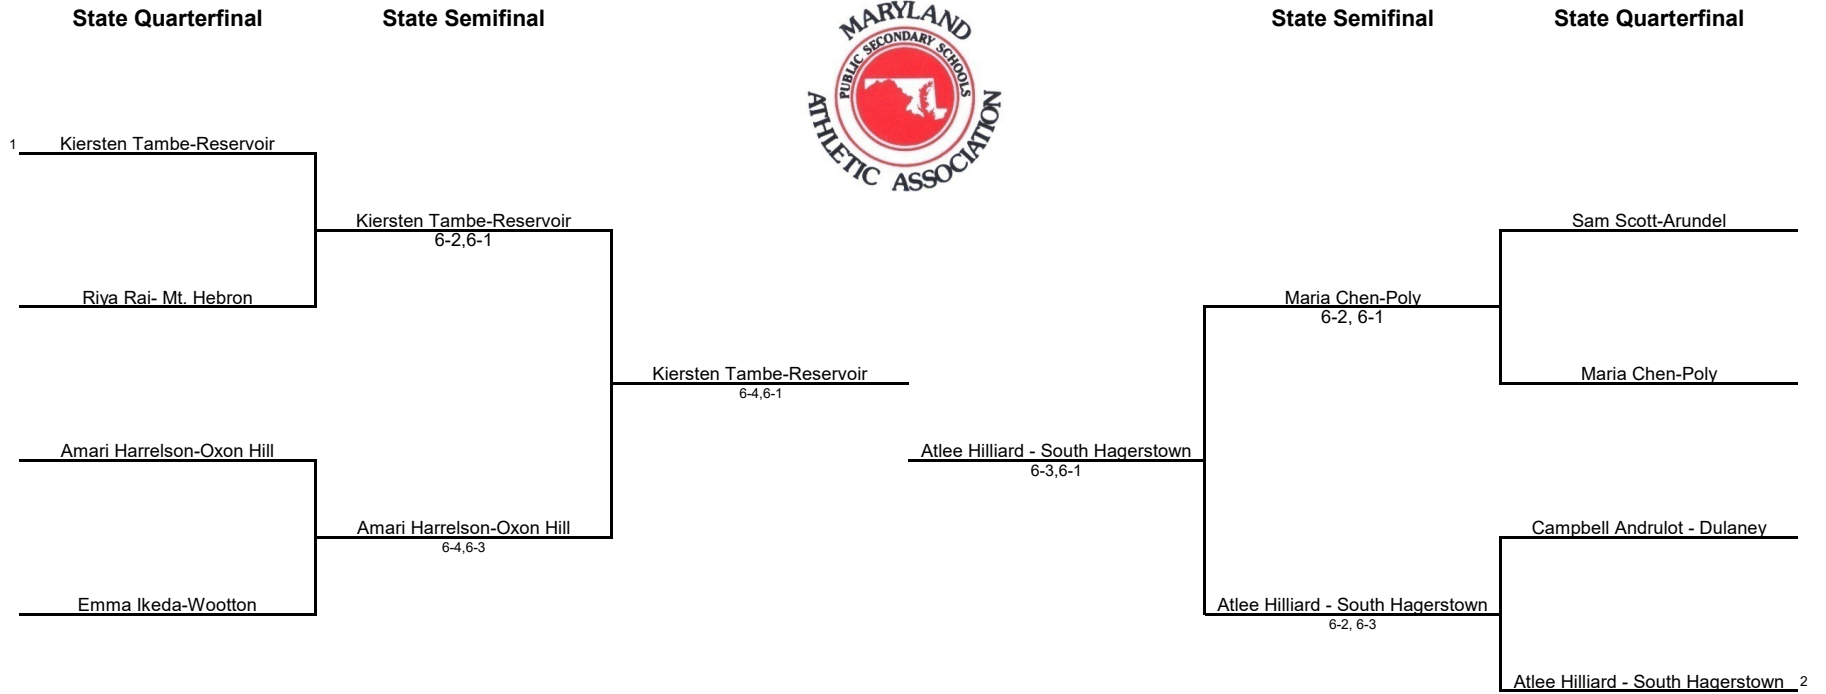 State Quarterfinal
State Semifinal
MARYLAND
PUBLIC SECONDARY SCHOOLS
ATHLETIC ASSOCIATION
State Semifinal
State Quarterfinal
1
Kiersten Tambe-Reservoir
Kiersten Tambe-Reservoir
6-2,6-1
Riya Rai- Mt. Hebron
Kiersten Tambe-Reservoir
6-4,6-1
Amari Harrelson-Oxon Hill
Amari Harrelson-Oxon Hill
6-4,6-3
Emma Ikeda-Wootton
Sam Scott-Arundel
Maria Chen-Poly
6-2, 6-1
Maria Chen-Poly
Atlee Hilliard - South Hagerstown
6-3,6-1
Campbell Andrulot - Dulaney
Atlee Hilliard - South Hagerstown
6-2, 6-3
Atlee Hilliard - South Hagerstown
2